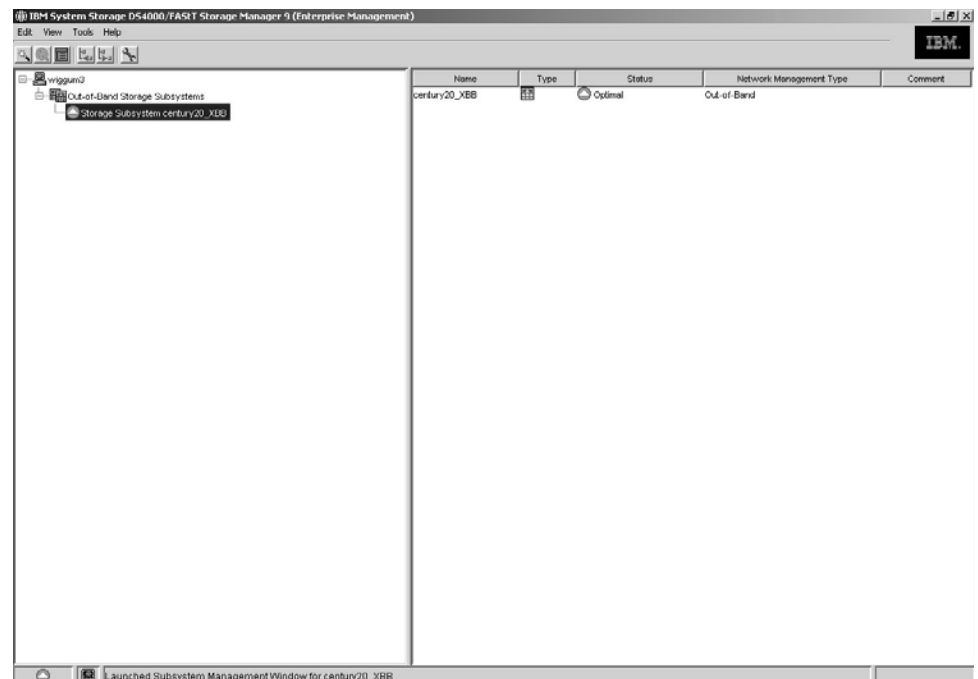 IBM System Storage DS4000/FAStT Storage Manager 9 (Enterprise Management)
Edit View Tools Help
IBM.
wiggum3
Out-of-Band Storage Subsystems
Storage Subsystem century20_XBB
Name Type Status Network Management Type Comment
century20_XBB Optimal Out-of-Band
Launched Subsystem Management Window for century20_XBB